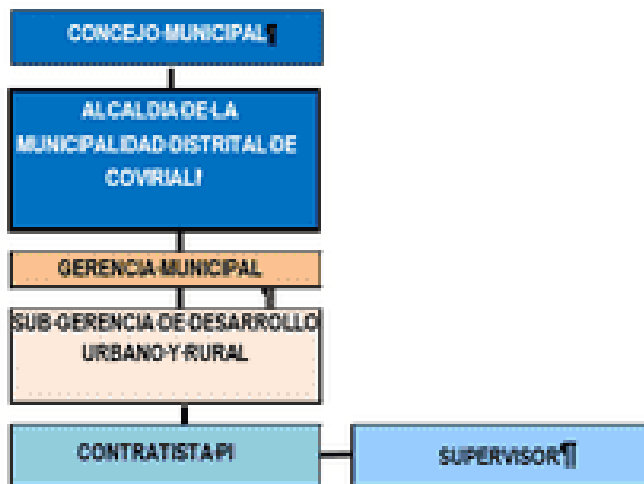 CONCEJO·MUNICIPAL¶
ALCALDIA·DE·LA
MUNICIPALIDAD·DISTRITAL·DE
COVIRIALI¶
GERENCIA·MUNICIPAL
¶
SUB·GERENCIA·DE·DESARROLLO
URBANO·Y·RURAL
CONTRATISTA·PI
SUPERVISOR¶